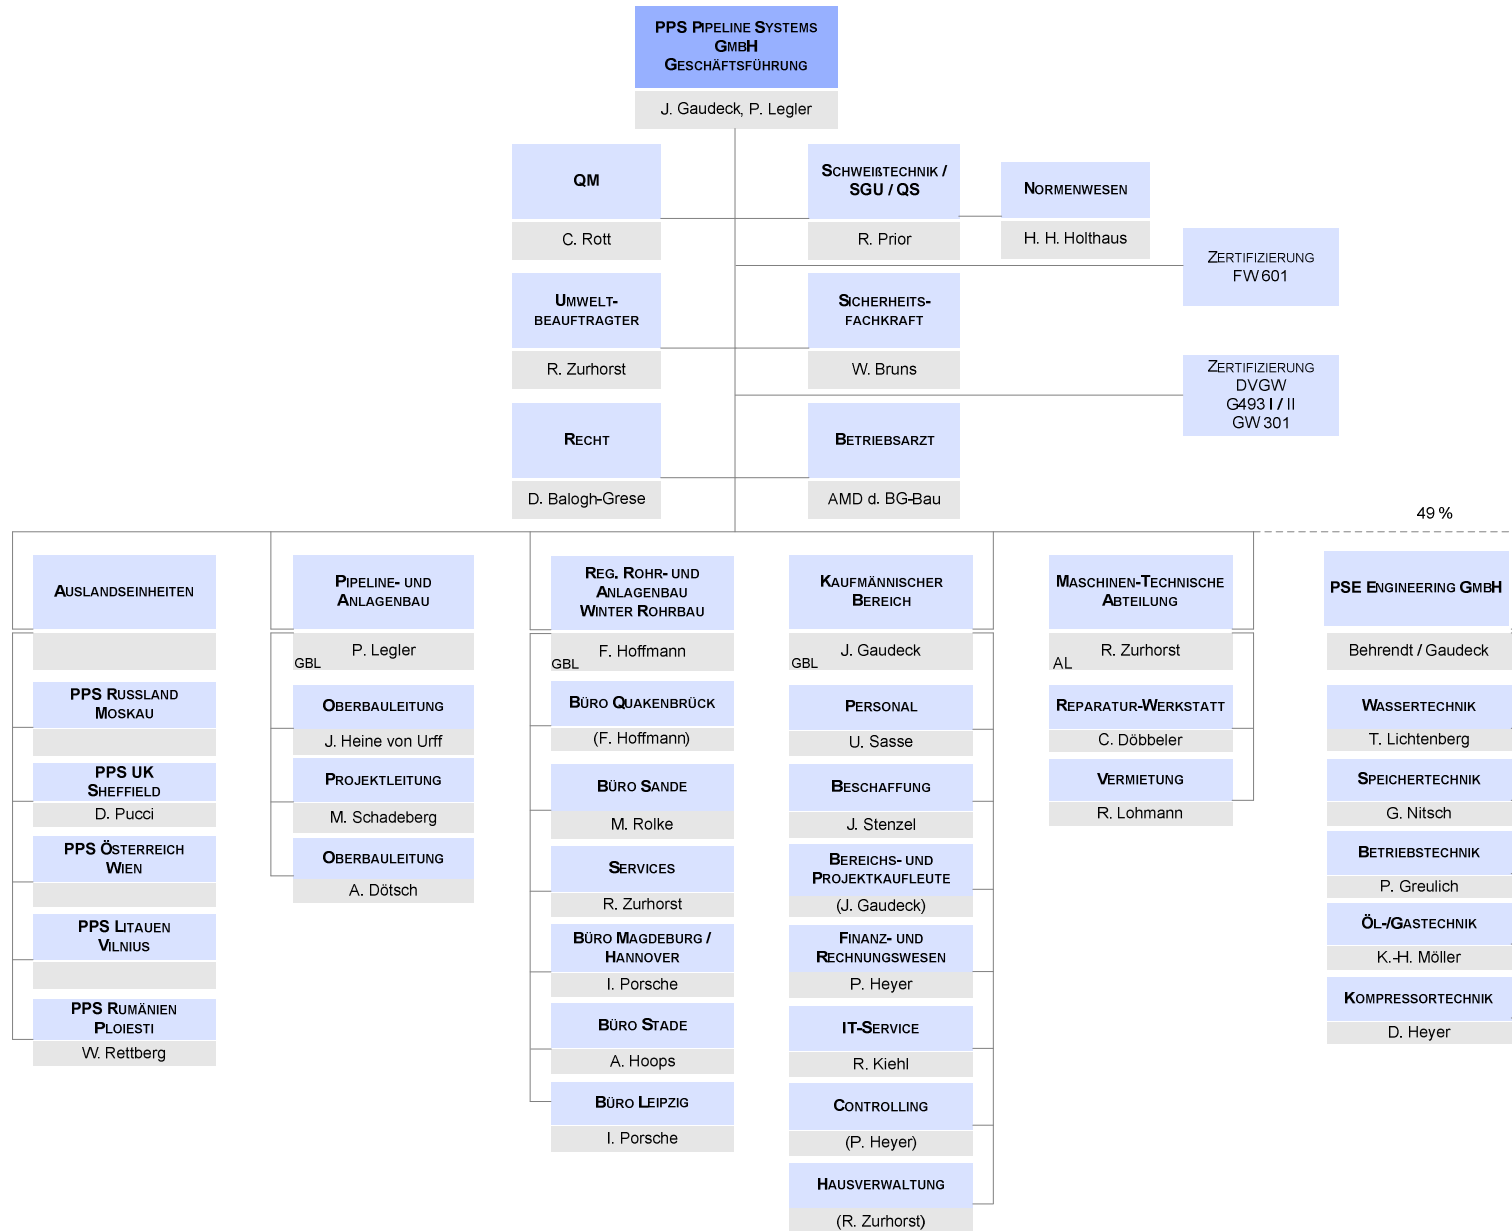 PPS PIPELINE SYSTEMS
GMBH
GESCHÄFTSFÜHRUNG
J. Gaudeck, P. Legler
QM
C. Rott
SCHWEIßTECHNIK /
SGU / QS
R. Prior
NORMENWESEN
H. H. Holthaus
ZERTIFIZIERUNG
FW 601
UMWELT-
BEAUFTRAGTER
R. Zurhorst
SICHERHEITS-
FACHKRAFT
W. Bruns
ZERTIFIZIERUNG
DVGW
G493 I / II
GW 301
RECHT
D. Balogh-Grese
BETRIEBSARZT
AMD d. BG-Bau
49 %
AUSLANDSEINHEITEN
PPS RUSSLAND
MOSKAU
PPS UK
SHEFFIELD
D. Pucci
PPS ÖSTERREICH
WIEN
PPS LITAUEN
VILNIUS
PPS RUMÄNIEN
PLOIESTI
W. Rettberg
PIPELINE- UND
ANLAGENBAU
P. Legler
GBL
OBERBAULEITUNG
J. Heine von Urff
PROJEKTLEITUNG
M. Schadeberg
OBERBAULEITUNG
A. Dötsch
REG. ROHR- UND
ANLAGENBAU
WINTER ROHRBAU
F. Hoffmann
GBL
BÜRO QUAKENBRÜCK
(F. Hoffmann)
BÜRO SANDE
M. Rolke
SERVICES
R. Zurhorst
BÜRO MAGDEBURG /
HANNOVER
I. Porsche
BÜRO STADE
A. Hoops
BÜRO LEIPZIG
I. Porsche
KAUFMÄNNISCHER
BEREICH
J. Gaudeck
GBL
PERSONAL
U. Sasse
BESCHAFFUNG
J. Stenzel
BEREICHS- UND
PROJEKTKAUFLEUTE
(J. Gaudeck)
FINANZ- UND
RECHNUNGSWESEN
P. Heyer
IT-SERVICE
R. Kiehl
CONTROLLING
(P. Heyer)
HAUSVERWALTUNG
(R. Zurhorst)
MASCHINEN-TECHNISCHE
ABTEILUNG
R. Zurhorst
AL
REPARATUR-WERKSTATT
C. Döbbeler
VERMIETUNG
R. Lohmann
PSE ENGINEERING GMBH
Behrendt / Gaudeck
WASSERTECHNIK
T. Lichtenberg
SPEICHERTECHNIK
G. Nitsch
BETRIEBSTECHNIK
P. Greulich
ÖL-/GASTECHNIK
K.-H. Möller
KOMPRESSORTECHNIK
D. Heyer